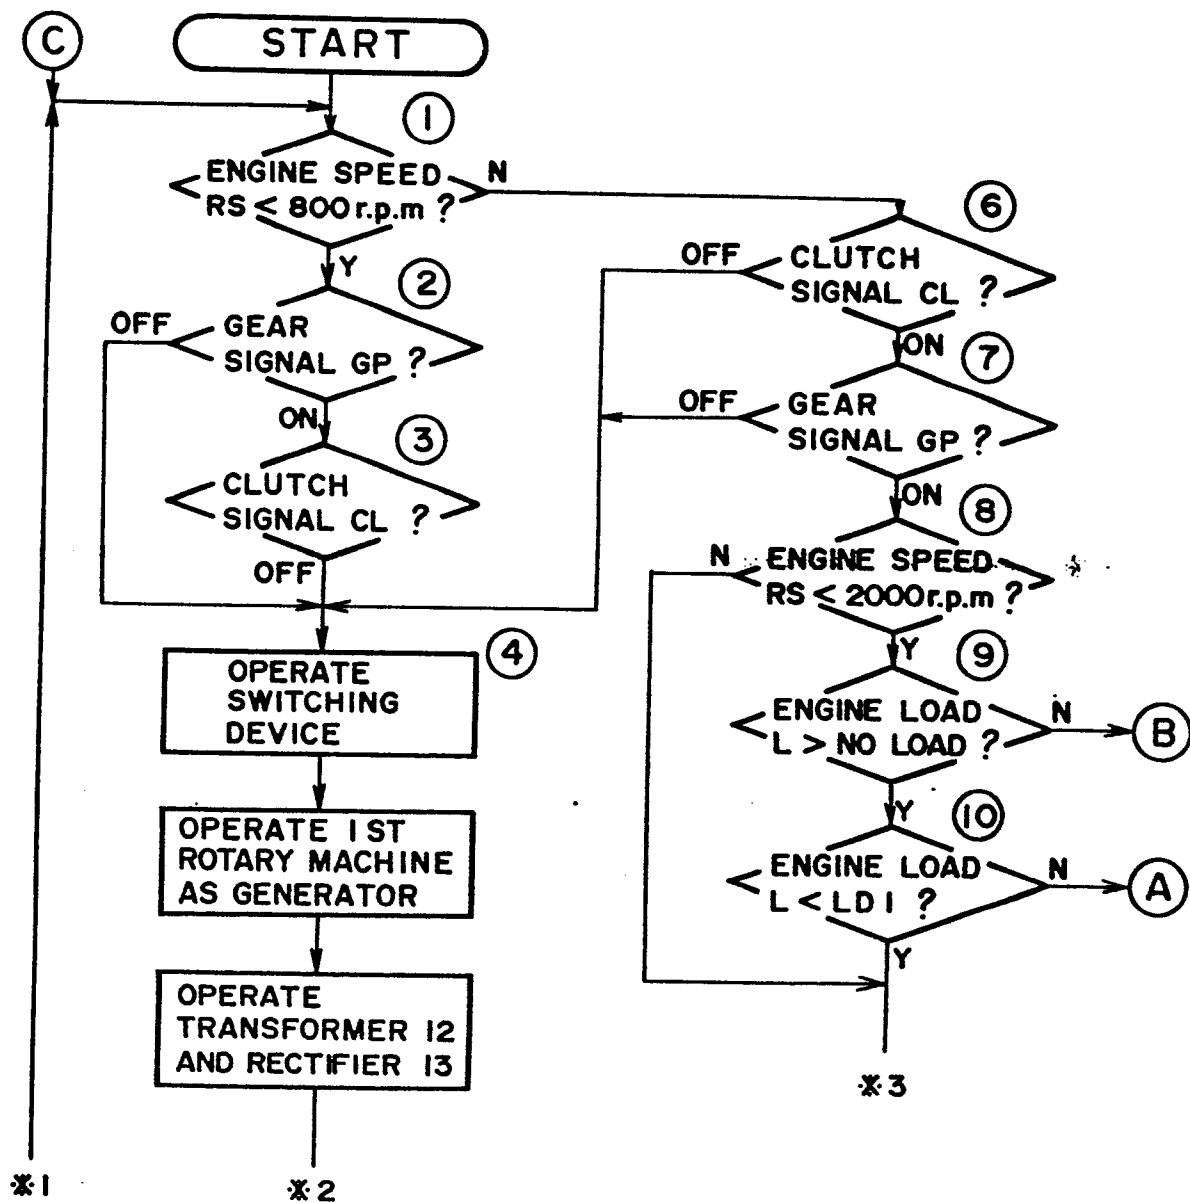 C
START
1
ENGINE SPEED
RS < 800 r.p.m ?
N
Y
2
OFF
GEAR
SIGNAL GP ?
ON
3
CLUTCH
SIGNAL CL ?
OFF
4
OPERATE
SWITCHING
DEVICE
OPERATE 1ST
ROTARY MACHINE
AS GENERATOR
OPERATE
TRANSFORMER 12
AND RECTIFIER 13
※1
※2
6
OFF
CLUTCH
SIGNAL CL ?
ON
7
OFF
GEAR
SIGNAL GP ?
ON
8
N
ENGINE SPEED
RS < 2000 r.p.m ?
Y
9
ENGINE LOAD
L > NO LOAD ?
N
B
Y
10
ENGINE LOAD
L < LD1 ?
N
A
Y
※3